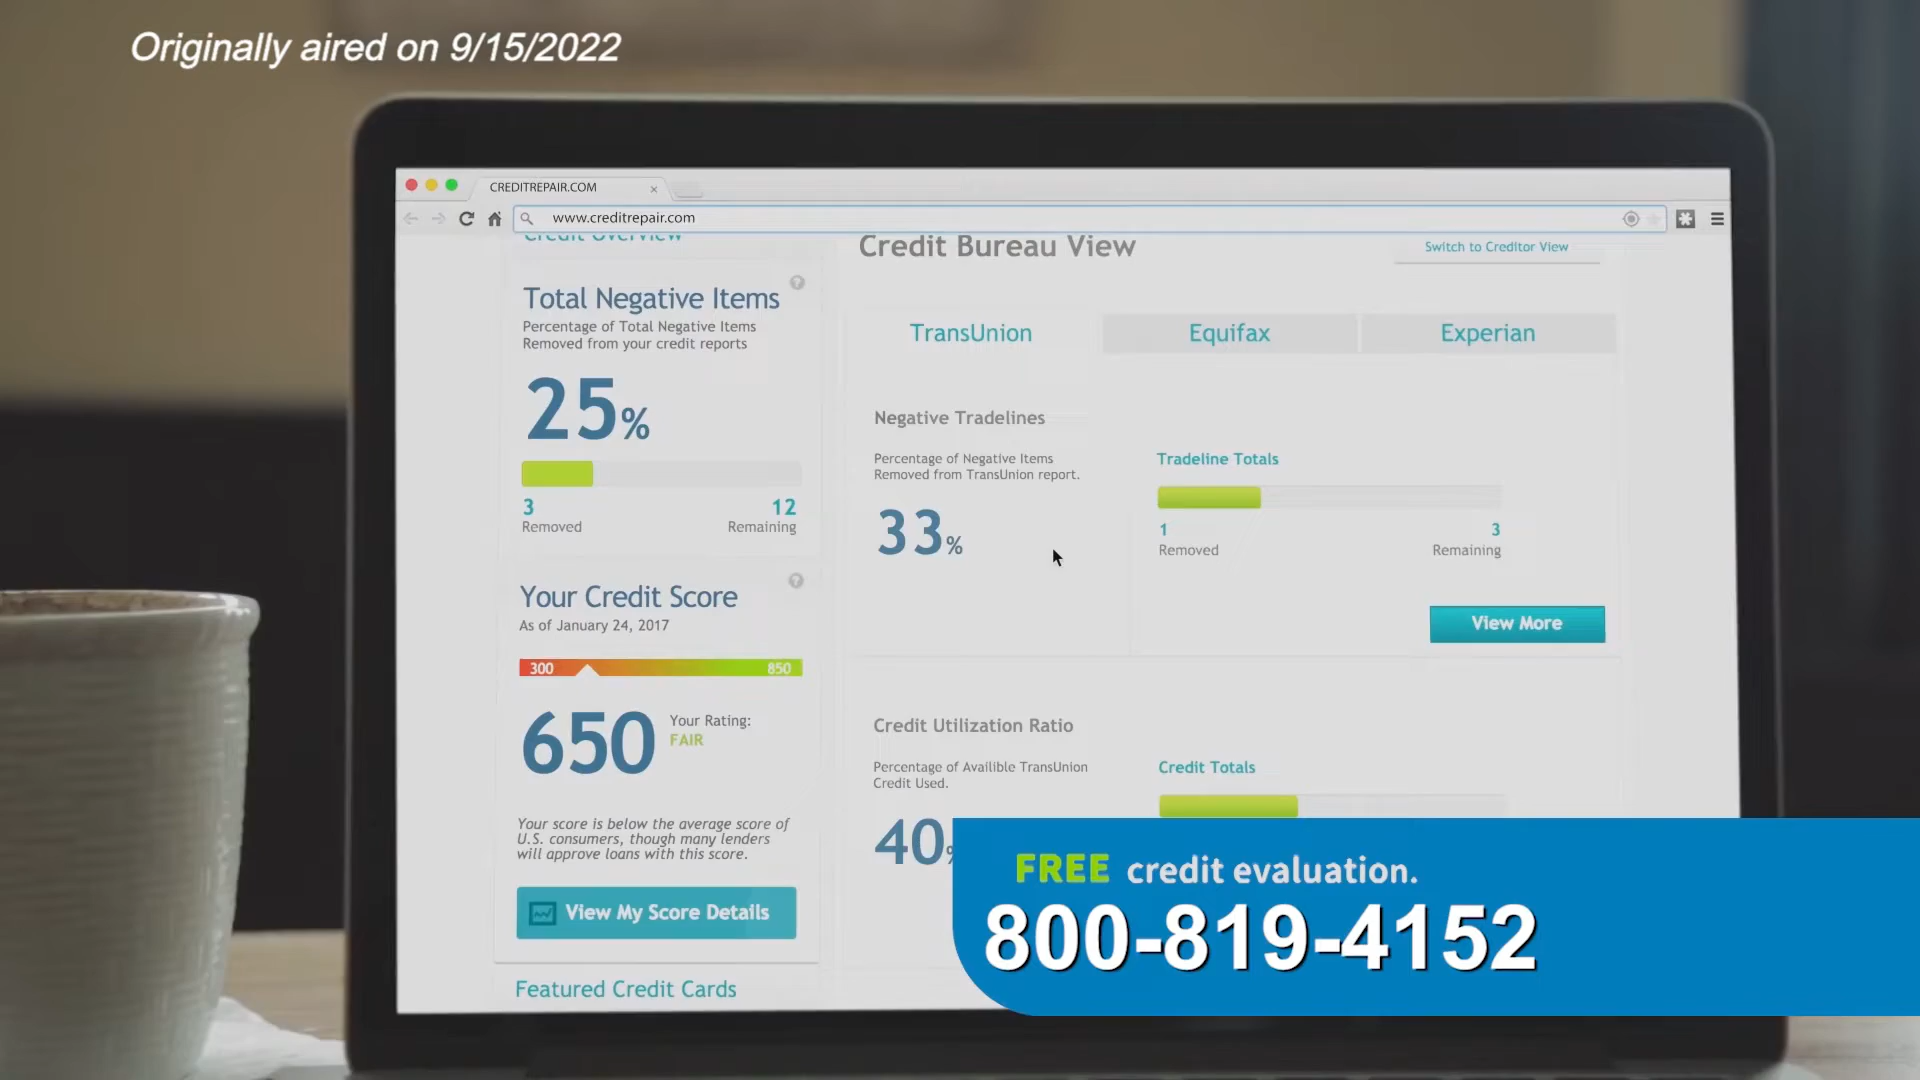 Originally aired on 9/15/2022
CREDITREPAIR.COM
www.creditrepair.com
Credit Overview
Total Negative Items
Percentage of Total Negative Items
Removed from your credit reports
25%
3
12
Removed
Remaining
Your Credit Score
As of January 24, 2017
300
850
650
Your Rating:
FAIR
Your score is below the average score of
U.S. consumers, though many lenders
will approve loans with this score.
View My Score Details
Featured Credit Cards
Credit Bureau View
Switch to Creditor View
TransUnion
Equifax
Experian
Negative Tradelines
Percentage of Negative Items
Removed from TransUnion report.
33%
Tradeline Totals
1
3
Removed
Remaining
View More
Credit Utilization Ratio
Percentage of Availible TransUnion
Credit Used.
40%
Credit Totals
FREE credit evaluation.
800-819-4152